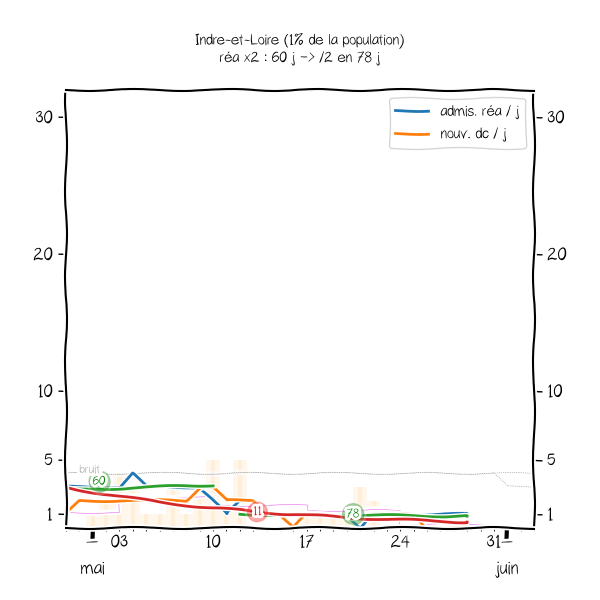 Indre-et-Loire (1% de la population)
réa x2 : 60 j -> /2 en 78 j
admis. réa / j
nouv. dc / j
30
30
20
20
10
10
5
5
bruit
60
11
78
1
1
03
10
17
24
31
mai
juin